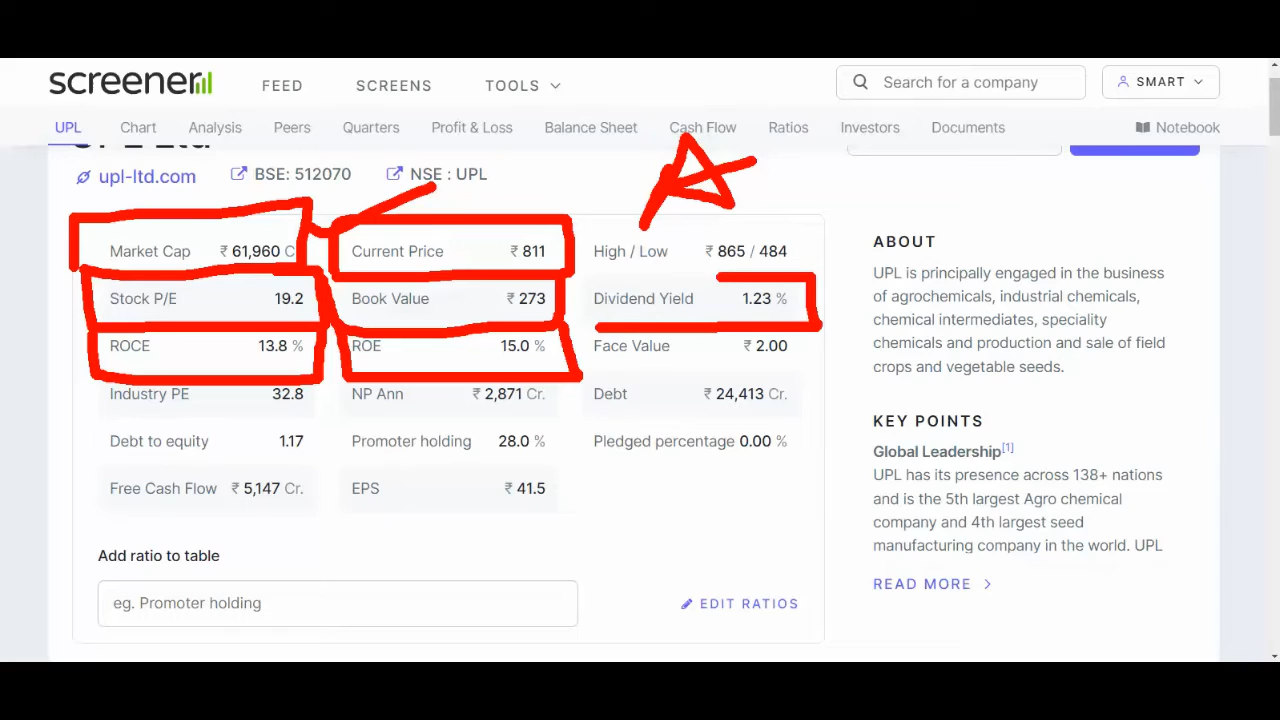 screener FEED SCREENS TOOLS Search for a company SMART
UPL Chart Analysis Peers Quarters Profit & Loss Balance Sheet Cash Flow Ratios Investors Documents Notebook
UPL Ltd
upl-ltd.com BSE: 512070 NSE : UPL
Market Cap ₹ 61,960 C
Current Price ₹ 811
High / Low ₹ 865 / 484
Stock P/E 19.2
Book Value ₹ 273
Dividend Yield 1.23 %
ROCE 13.8 %
ROE 15.0 %
Face Value ₹ 2.00
Industry PE 32.8
NP Ann ₹ 2,871 Cr.
Debt ₹ 24,413 Cr.
Debt to equity 1.17
Promoter holding 28.0 %
Pledged percentage 0.00 %
Free Cash Flow ₹ 5,147 Cr.
EPS ₹ 41.5
Add ratio to table
eg. Promoter holding
EDIT RATIOS
ABOUT
UPL is principally engaged in the business
of agrochemicals, industrial chemicals,
chemical intermediates, speciality
chemicals and production and sale of field
crops and vegetable seeds.
KEY POINTS
Global Leadership[1]
UPL has its presence across 138+ nations
and is the 5th largest Agro chemical
company and 4th largest seed
manufacturing company in the world. UPL
READ MORE